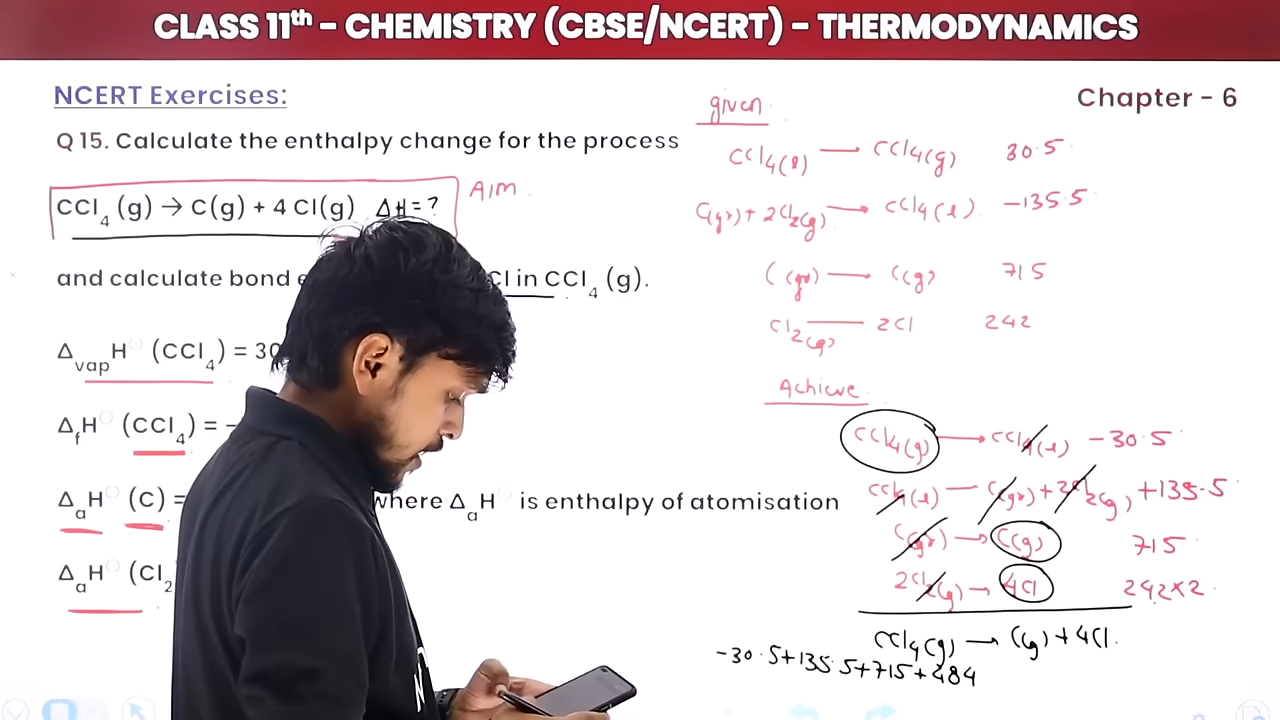 CLASS 11th - CHEMISTRY (CBSE/NCERT) - THERMODYNAMICS
NCERT Exercises:
Chapter - 6
Q 15. Calculate the enthalpy change for the process
CCl4 (g) → C(g) + 4 Cl(g) ΔH = ?
AIM
and calculate bond
Cl in CCl4 (g).
ΔvapH⊖ (CCl4) = 30
ΔfH⊖ (CCl4) = -
ΔaH⊖ (C) =
where ΔaH⊖ is enthalpy of atomisation
ΔaH⊖ (Cl2
given
CCl4(l) — CCl4(g) 30.5
C(gr) + 2Cl2(g) → CCl4(l) -135.5
C(gr) → C(g) 715
Cl2(g) — 2Cl 242
Achieve
CCl4(g) → CCl4(l) -30.5
CCl4(l) — C(gr) + 2Cl2(g) +135.5
C(gr) → C(g) 715
2Cl2(g) → 4Cl 242×2
CCl4(g) → C(g) + 4Cl
-30.5+135.5+715+484